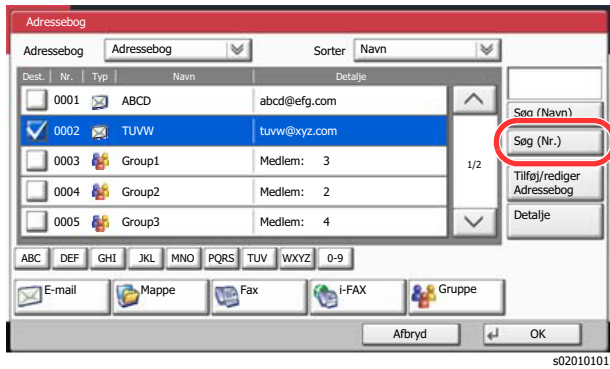 Adressebog
Adressebog Adressebog Sorter Navn
Dest. Nr. Typ Navn Detalje
0001 ABCD abcd@efg.com
Søg (Navn)
0002 TUVW tuvw@xyz.com
Søg (Nr.)
0003 Group1 Medlem: 3
1/2
Tilføj/rediger
Adressebog
0004 Group2 Medlem: 2
0005 Group3 Medlem: 4
Detalje
ABC DEF GHI JKL MNO PQRS TUV WXYZ 0-9
E-mail Mappe Fax i-FAX Gruppe
Afbryd OK
s02010101